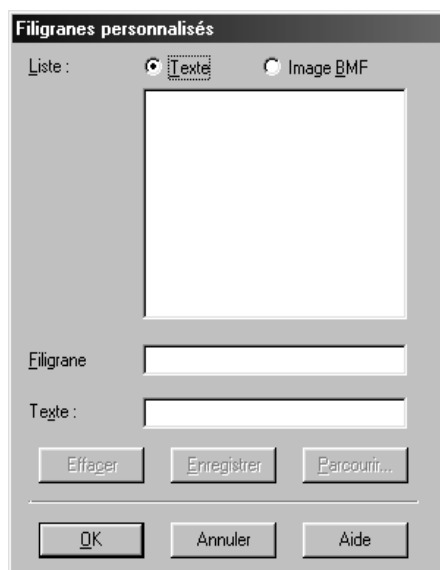 Filigranes personnalisés
Liste : Texte Image BMF
Filigrane
Texte :
Effacer Enregistrer Parcourir...
OK Annuler Aide